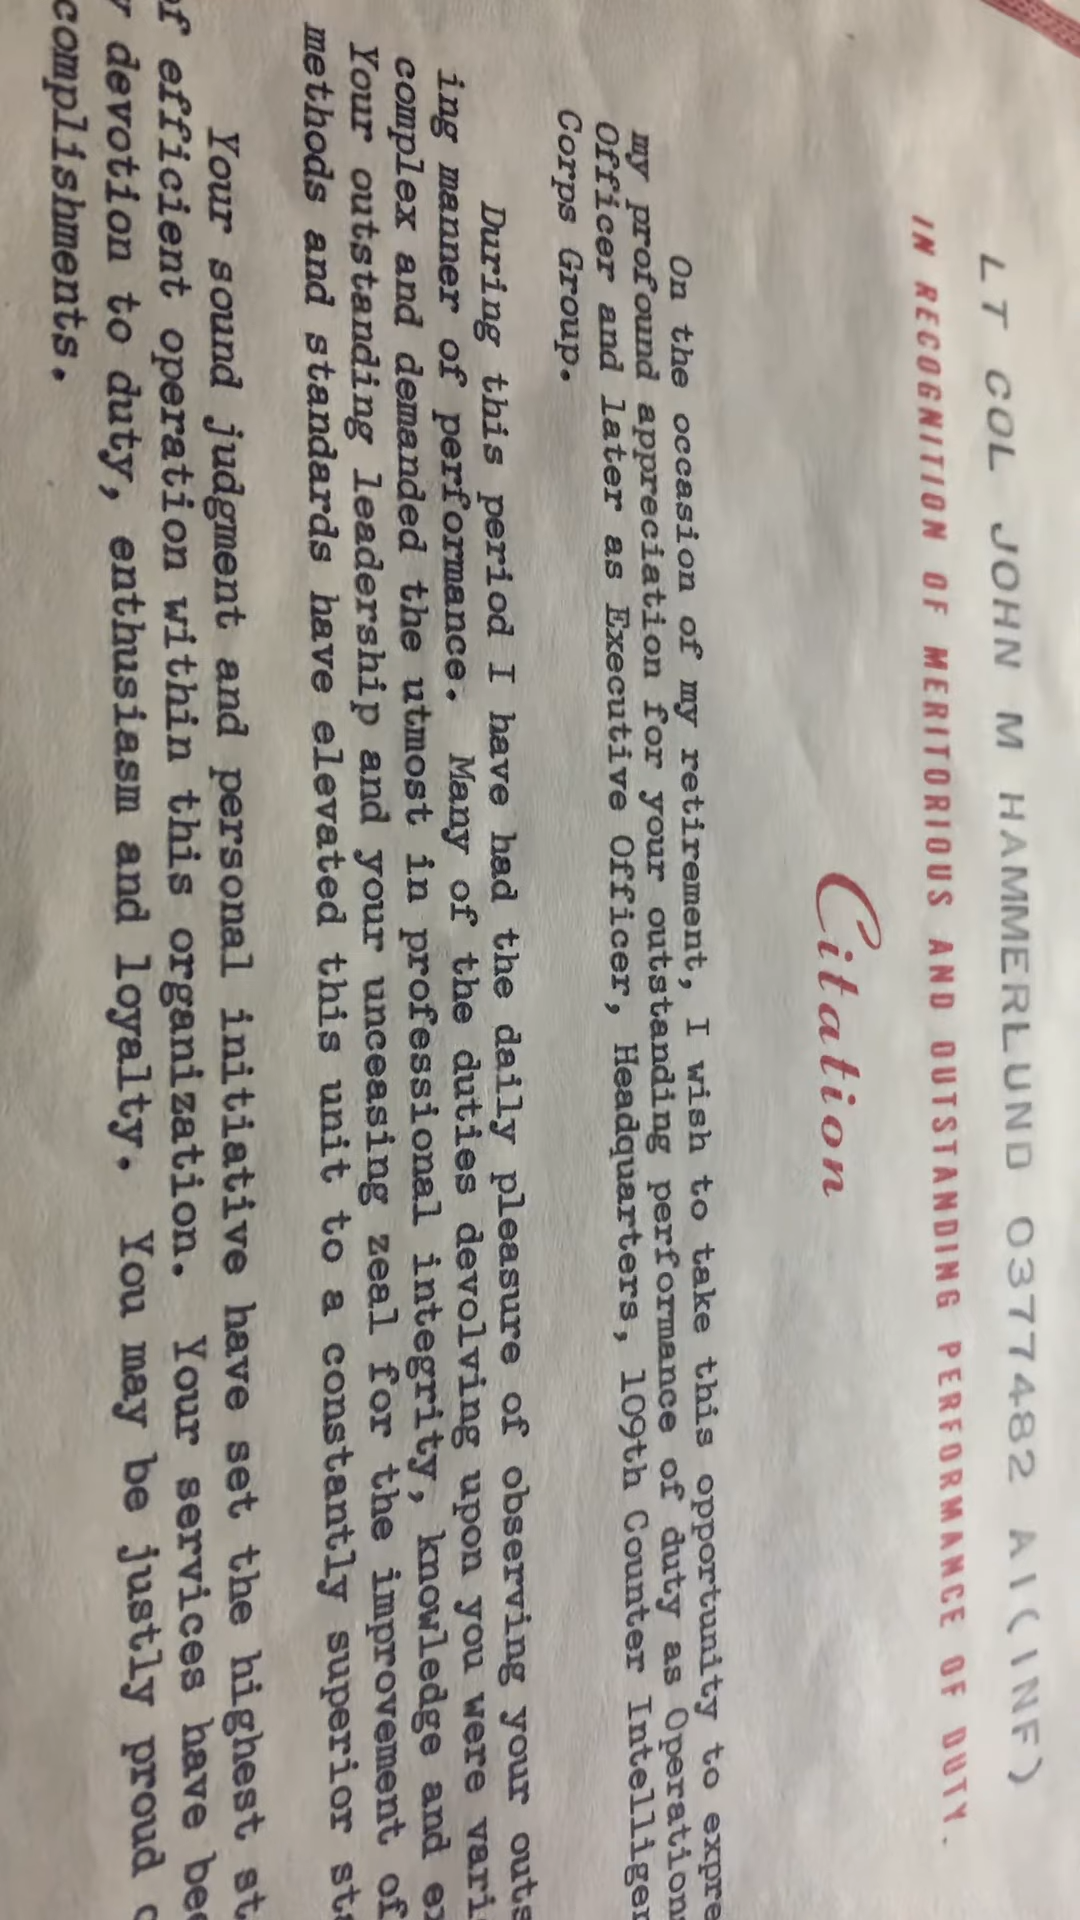 LT COL JOHN M HAMMERLUND 0377482 AI(INF)
IN RECOGNITION OF MERITORIOUS AND OUTSTANDING PERFORMANCE OF DUTY.
Citation
On the occasion of my retirement, I wish to take this opportunity to expre
my profound appreciation for your outstanding performance of duty as Operation
Officer and later as Executive Officer, Headquarters, 109th Counter Intelligen
Corps Group.
During this period I have had the daily pleasure of observing your outs
ing manner of performance. Many of the duties devolving upon you were vari
complex and demanded the utmost in professional integrity, knowledge and ex
Your outstanding leadership and your unceasing zeal for the improvement of
methods and standards have elevated this unit to a constantly superior sta
Your sound judgment and personal initiative have set the highest st
of efficient operation within this organization. Your services have bee
y devotion to duty, enthusiasm and loyalty. You may be justly proud o
complishments.